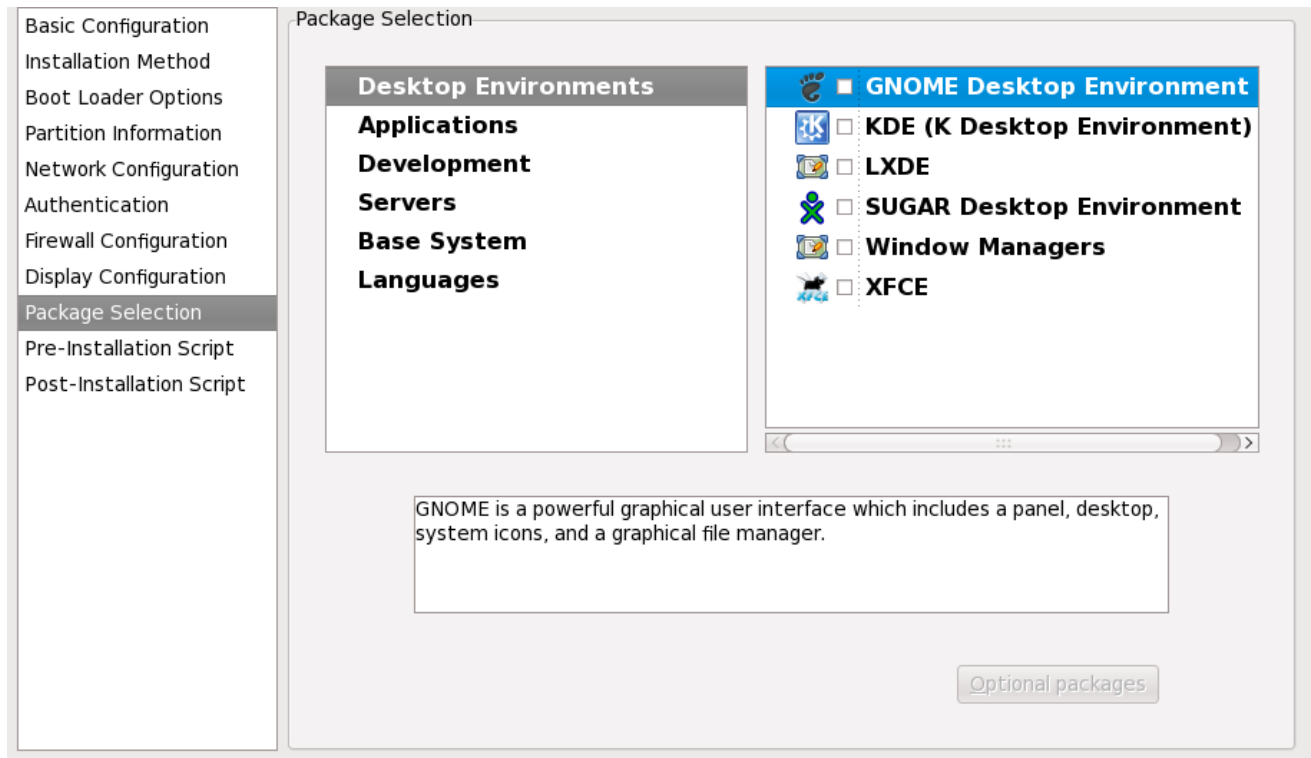 Basic Configuration
Installation Method
Boot Loader Options
Partition Information
Network Configuration
Authentication
Firewall Configuration
Display Configuration
Package Selection
Pre-Installation Script
Post-Installation Script
Package Selection
Desktop Environments
Applications
Development
Servers
Base System
Languages
GNOME Desktop Environment
KDE (K Desktop Environment)
LXDE
SUGAR Desktop Environment
Window Managers
XFCE
GNOME is a powerful graphical user interface which includes a panel, desktop,
system icons, and a graphical file manager.
Optional packages